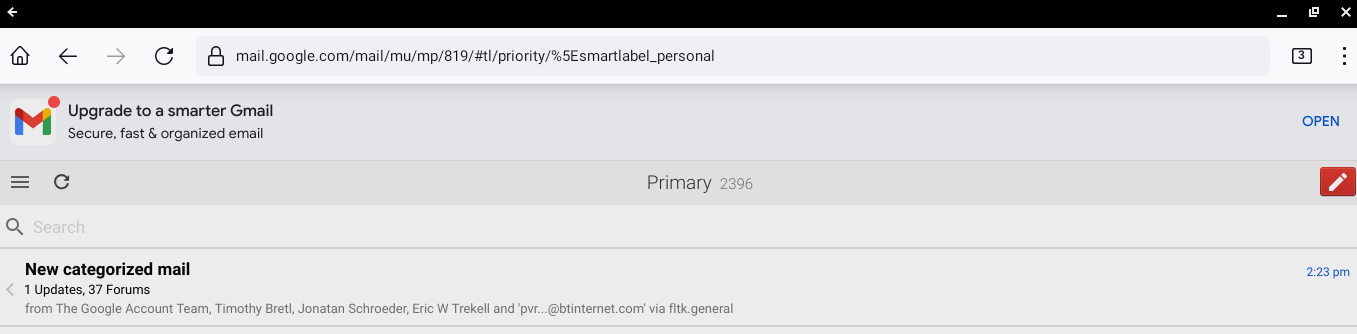 mail.google.com/mail/mu/mp/819/#tl/priority/%5Esmartlabel_personal
3
Upgrade to a smarter Gmail
Secure, fast & organized email
OPEN
Primary 2396
Search
New categorized mail
2:23 pm
1 Updates, 37 Forums
from The Google Account Team, Timothy Bretl, Jonatan Schroeder, Eric W Trekell and 'pvr...@btinternet.com' via fltk.general